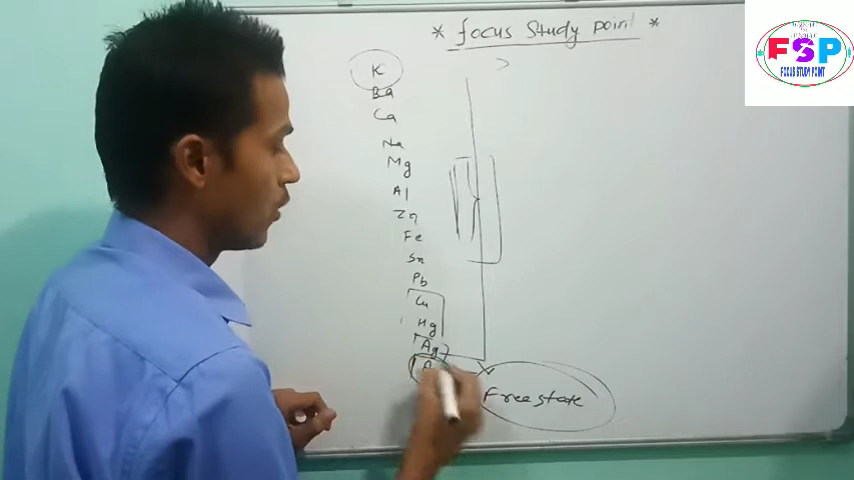 * focus Study point *
K
Ba
Ca
Na
Mg
Al
Zn
Fe
Sn
Pb
Cu
Hg
Ag
A
Free state
FSP
FOCUS STUDY POINT